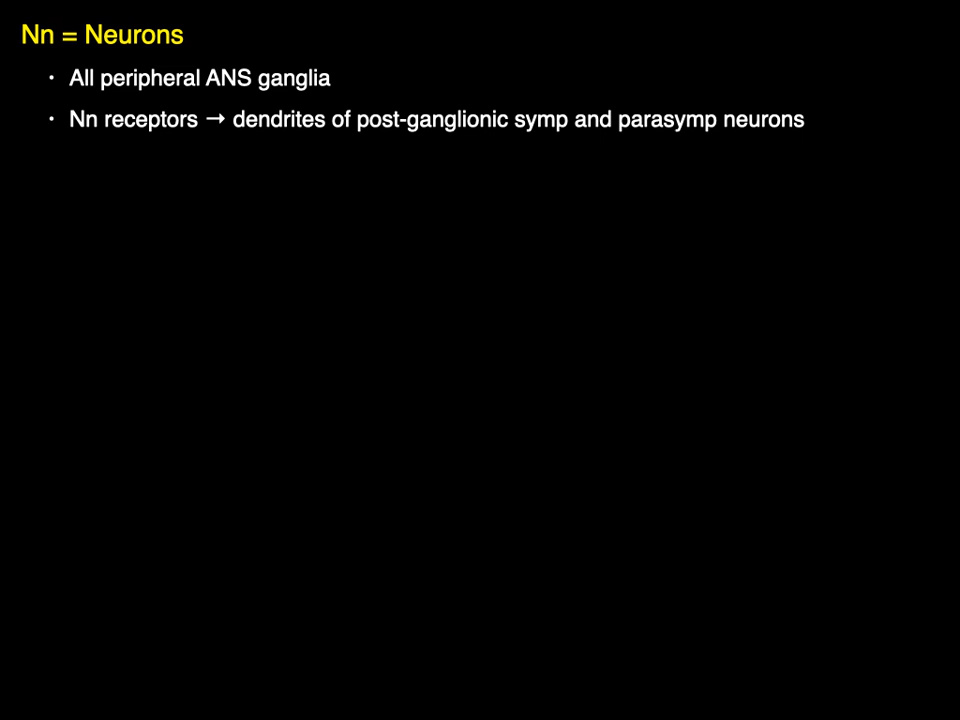 Nn = Neurons
• All peripheral ANS ganglia
• Nn receptors → dendrites of post-ganglionic symp and parasymp neurons